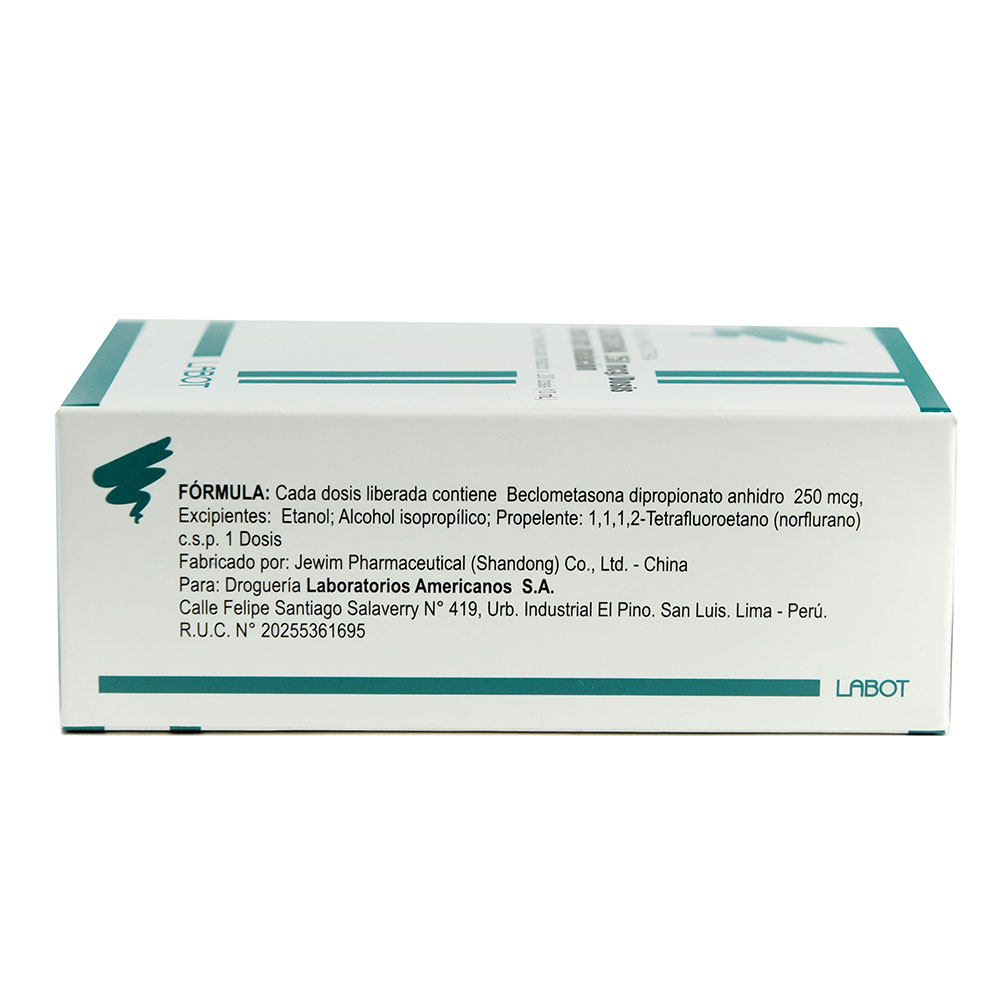 LABOT
FÓRMULA: Cada dosis liberada contiene Beclometasona dipropionato anhidro 250 mcg,
Excipientes: Etanol; Alcohol isopropílico; Propelente: 1,1,1,2-Tetrafluoroetano (norflurano)
c.s.p. 1 Dosis
Fabricado por: Jewim Pharmaceutical (Shandong) Co., Ltd. - China
Para: Droguería Laboratorios Americanos S.A.
Calle Felipe Santiago Salaverry N° 419, Urb. Industrial El Pino. San Luis. Lima - Perú.
R.U.C. N° 20255361695
LABOT